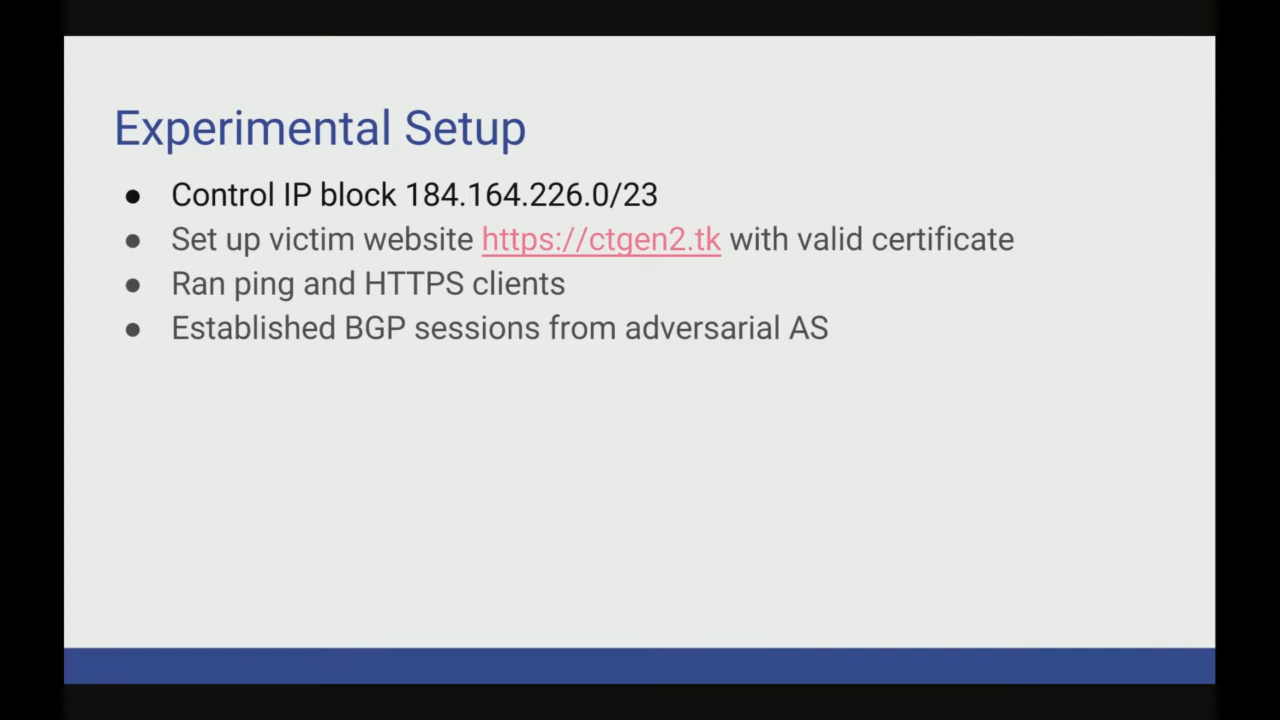 Experimental Setup
● Control IP block 184.164.226.0/23
● Set up victim website https://ctgen2.tk with valid certificate
● Ran ping and HTTPS clients
● Established BGP sessions from adversarial AS